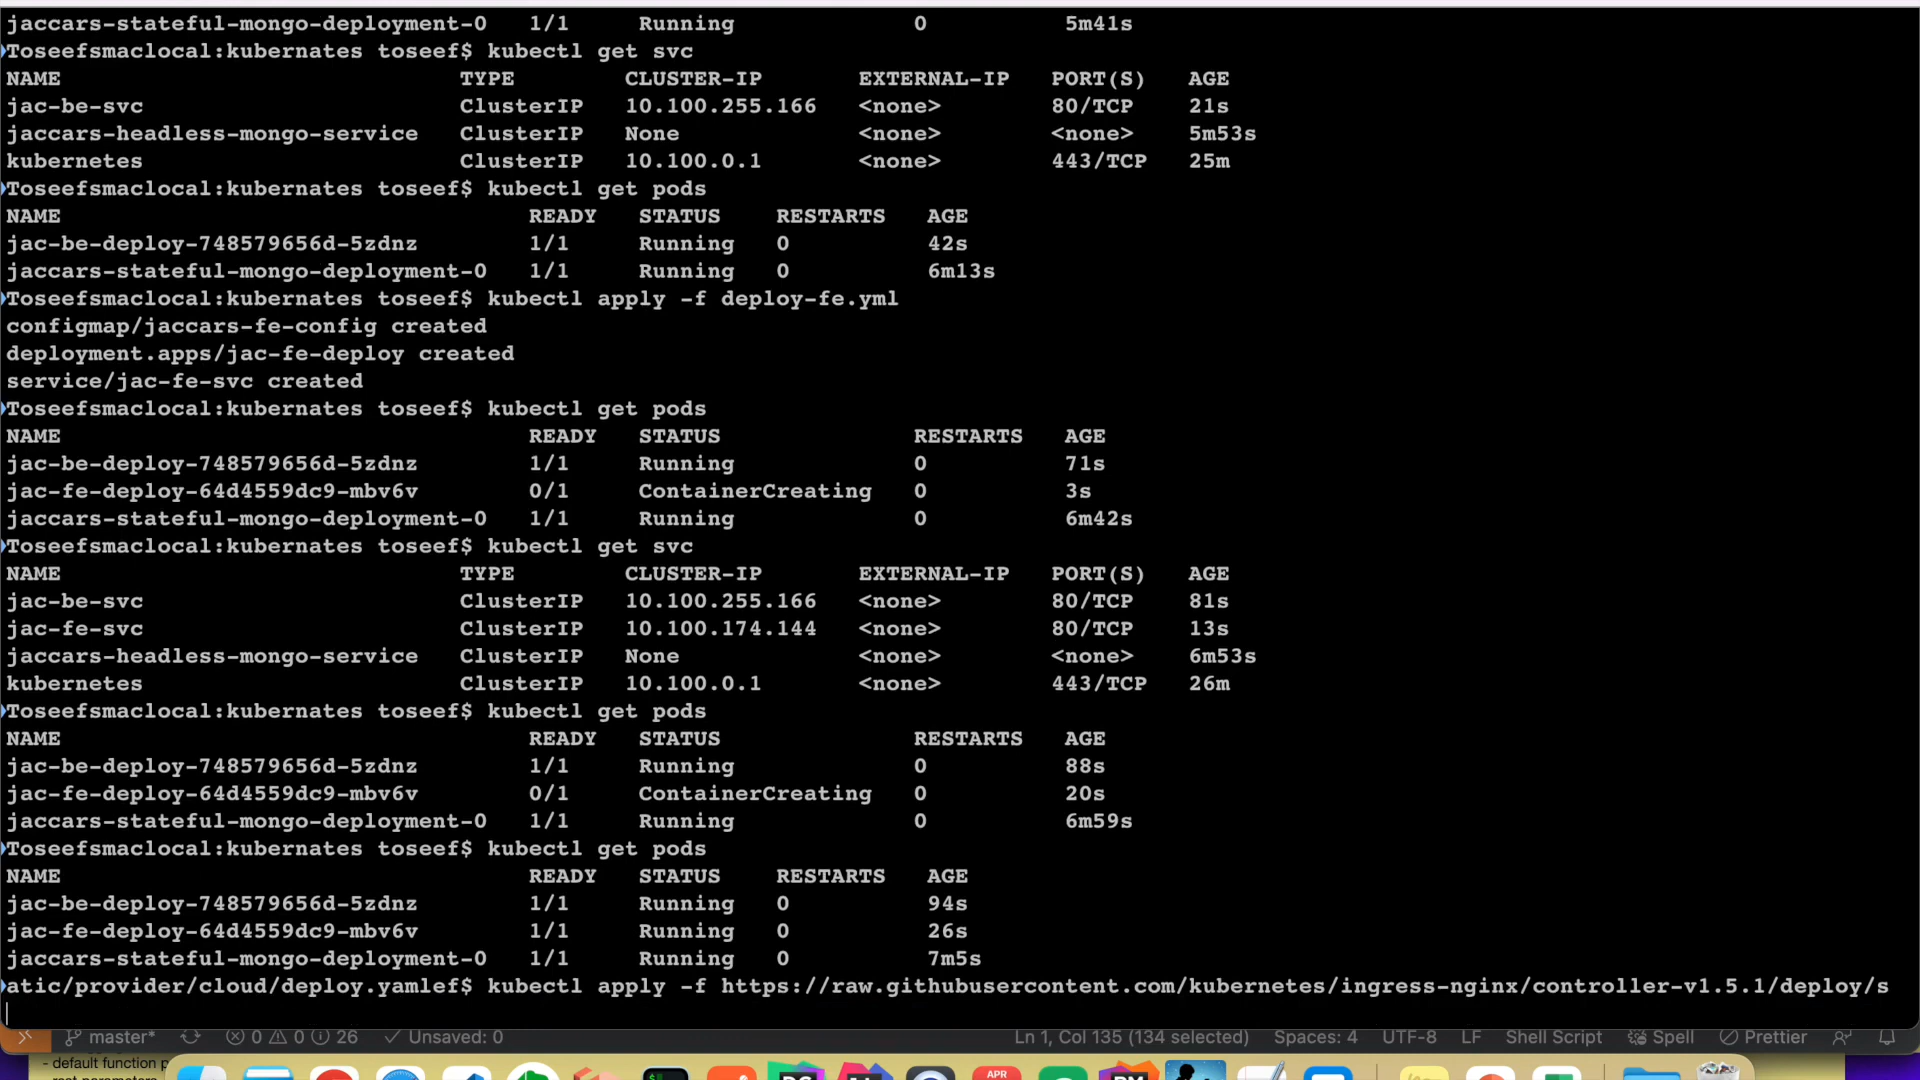 jaccars-stateful-mongo-deployment-0 1/1 Running 0 5m41s
Toseefsmaclocal:kubernates toseef$ kubectl get svc
NAME TYPE CLUSTER-IP EXTERNAL-IP PORT(S) AGE
jac-be-svc ClusterIP 10.100.255.166 <none> 80/TCP 21s
jaccars-headless-mongo-service ClusterIP None <none> <none> 5m53s
kubernetes ClusterIP 10.100.0.1 <none> 443/TCP 25m
Toseefsmaclocal:kubernates toseef$ kubectl get pods
NAME READY STATUS RESTARTS AGE
jac-be-deploy-748579656d-5zdnz 1/1 Running 0 42s
jaccars-stateful-mongo-deployment-0 1/1 Running 0 6m13s
Toseefsmaclocal:kubernates toseef$ kubectl apply -f deploy-fe.yml
configmap/jaccars-fe-config created
deployment.apps/jac-fe-deploy created
service/jac-fe-svc created
Toseefsmaclocal:kubernates toseef$ kubectl get pods
NAME READY STATUS RESTARTS AGE
jac-be-deploy-748579656d-5zdnz 1/1 Running 0 71s
jac-fe-deploy-64d4559dc9-mbv6v 0/1 ContainerCreating 0 3s
jaccars-stateful-mongo-deployment-0 1/1 Running 0 6m42s
Toseefsmaclocal:kubernates toseef$ kubectl get svc
NAME TYPE CLUSTER-IP EXTERNAL-IP PORT(S) AGE
jac-be-svc ClusterIP 10.100.255.166 <none> 80/TCP 81s
jac-fe-svc ClusterIP 10.100.174.144 <none> 80/TCP 13s
jaccars-headless-mongo-service ClusterIP None <none> <none> 6m53s
kubernetes ClusterIP 10.100.0.1 <none> 443/TCP 26m
Toseefsmaclocal:kubernates toseef$ kubectl get pods
NAME READY STATUS RESTARTS AGE
jac-be-deploy-748579656d-5zdnz 1/1 Running 0 88s
jac-fe-deploy-64d4559dc9-mbv6v 0/1 ContainerCreating 0 20s
jaccars-stateful-mongo-deployment-0 1/1 Running 0 6m59s
Toseefsmaclocal:kubernates toseef$ kubectl get pods
NAME READY STATUS RESTARTS AGE
jac-be-deploy-748579656d-5zdnz 1/1 Running 0 94s
jac-fe-deploy-64d4559dc9-mbv6v 1/1 Running 0 26s
jaccars-stateful-mongo-deployment-0 1/1 Running 0 7m5s
atic/provider/cloud/deploy.yamlef$ kubectl apply -f https://raw.githubusercontent.com/kubernetes/ingress-nginx/controller-v1.5.1/deploy/s
master* 0 0 26 Unsaved: 0 Ln 1, Col 135 (134 selected) Spaces: 4 UTF-8 LF Shell Script Spell Prettier
- default function p
APR